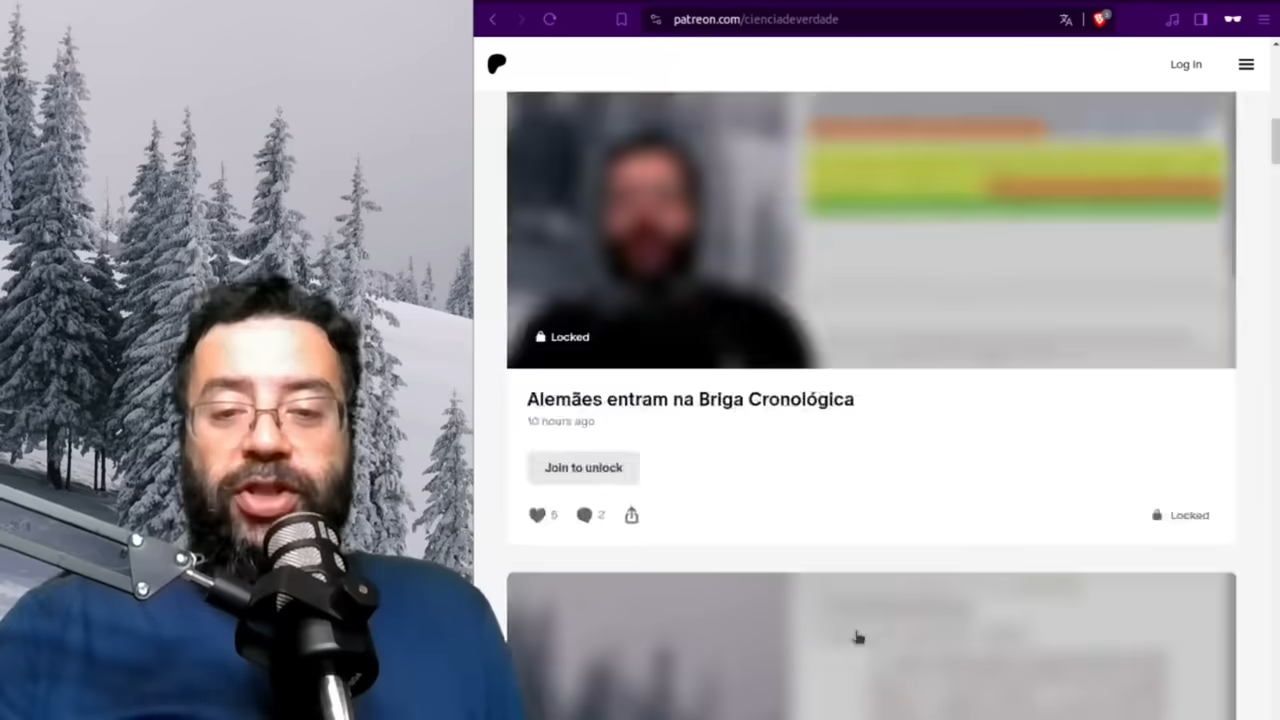 patreon.com/cienciadeverdade
Log In
Locked
Alemães entram na Briga Cronológica
10 hours ago
Join to unlock
6 2
Locked